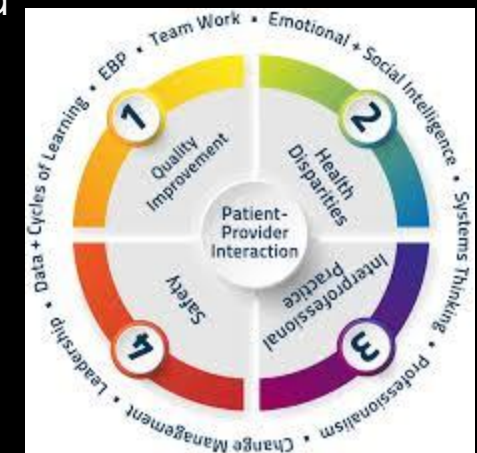 Team Work • Emotional + Social Intelligence • Systems Thinking • Professionalism • Change Management • Leadership • Data + Cycles of Learning • EBP •
1
Quality
Improvement
2
Health
Disparities
Patient-
Provider
Interaction
3
Interprofessional
Practice
4
Safety